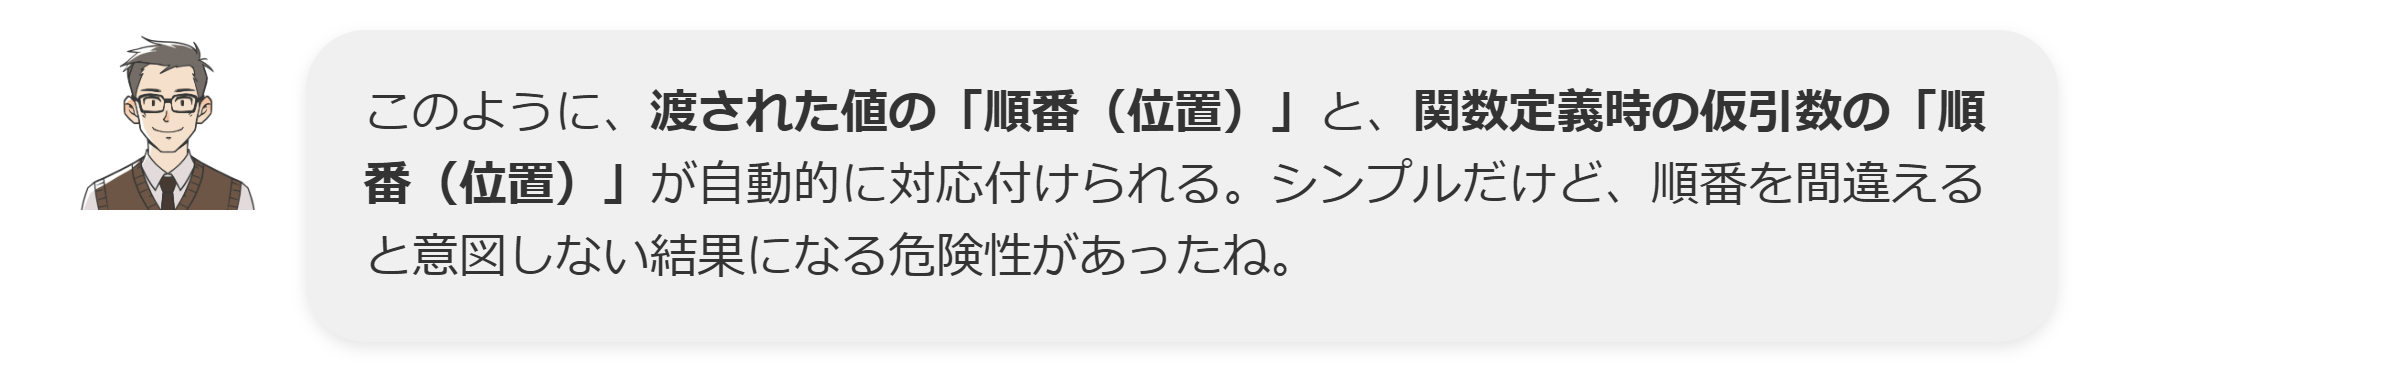 このように、渡された値の「順番（位置）」と、関数定義時の仮引数の「順
番（位置）」が自動的に対応付けられる。シンプルだけど、順番を間違える
と意図しない結果になる危険性があったね。